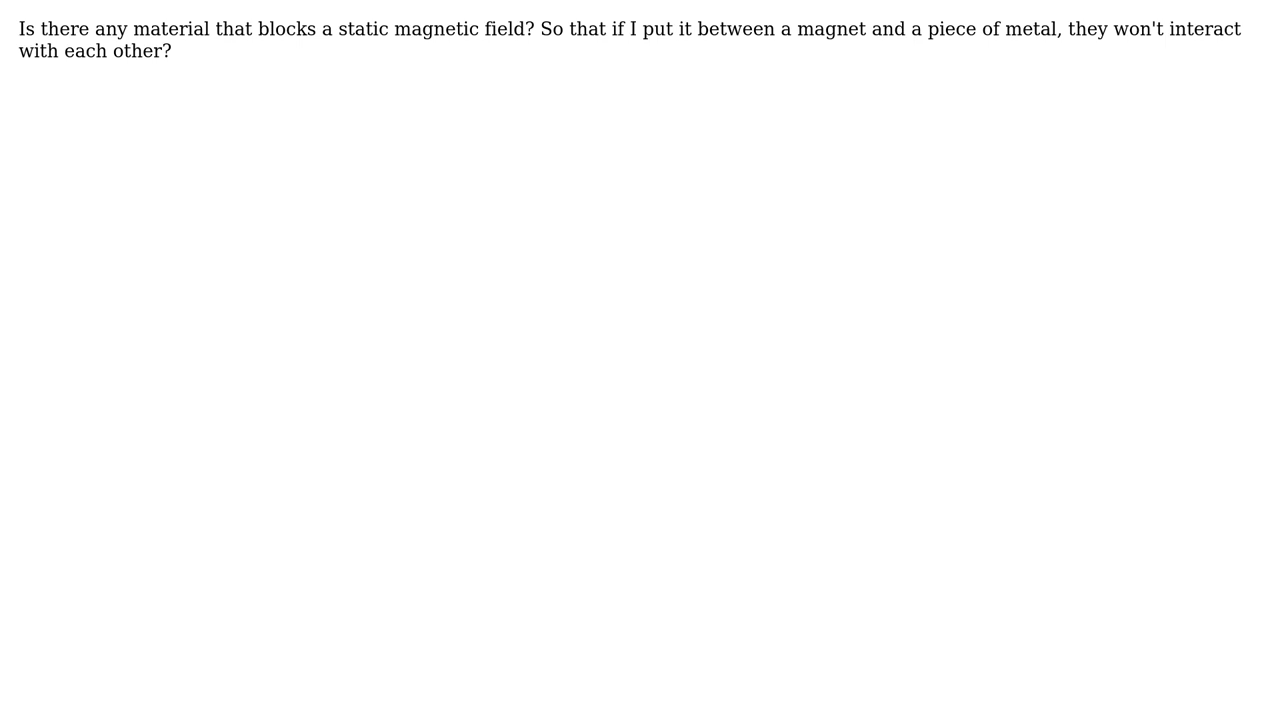 Is there any material that blocks a static magnetic field? So that if I put it between a magnet and a piece of metal, they won't interact
with each other?